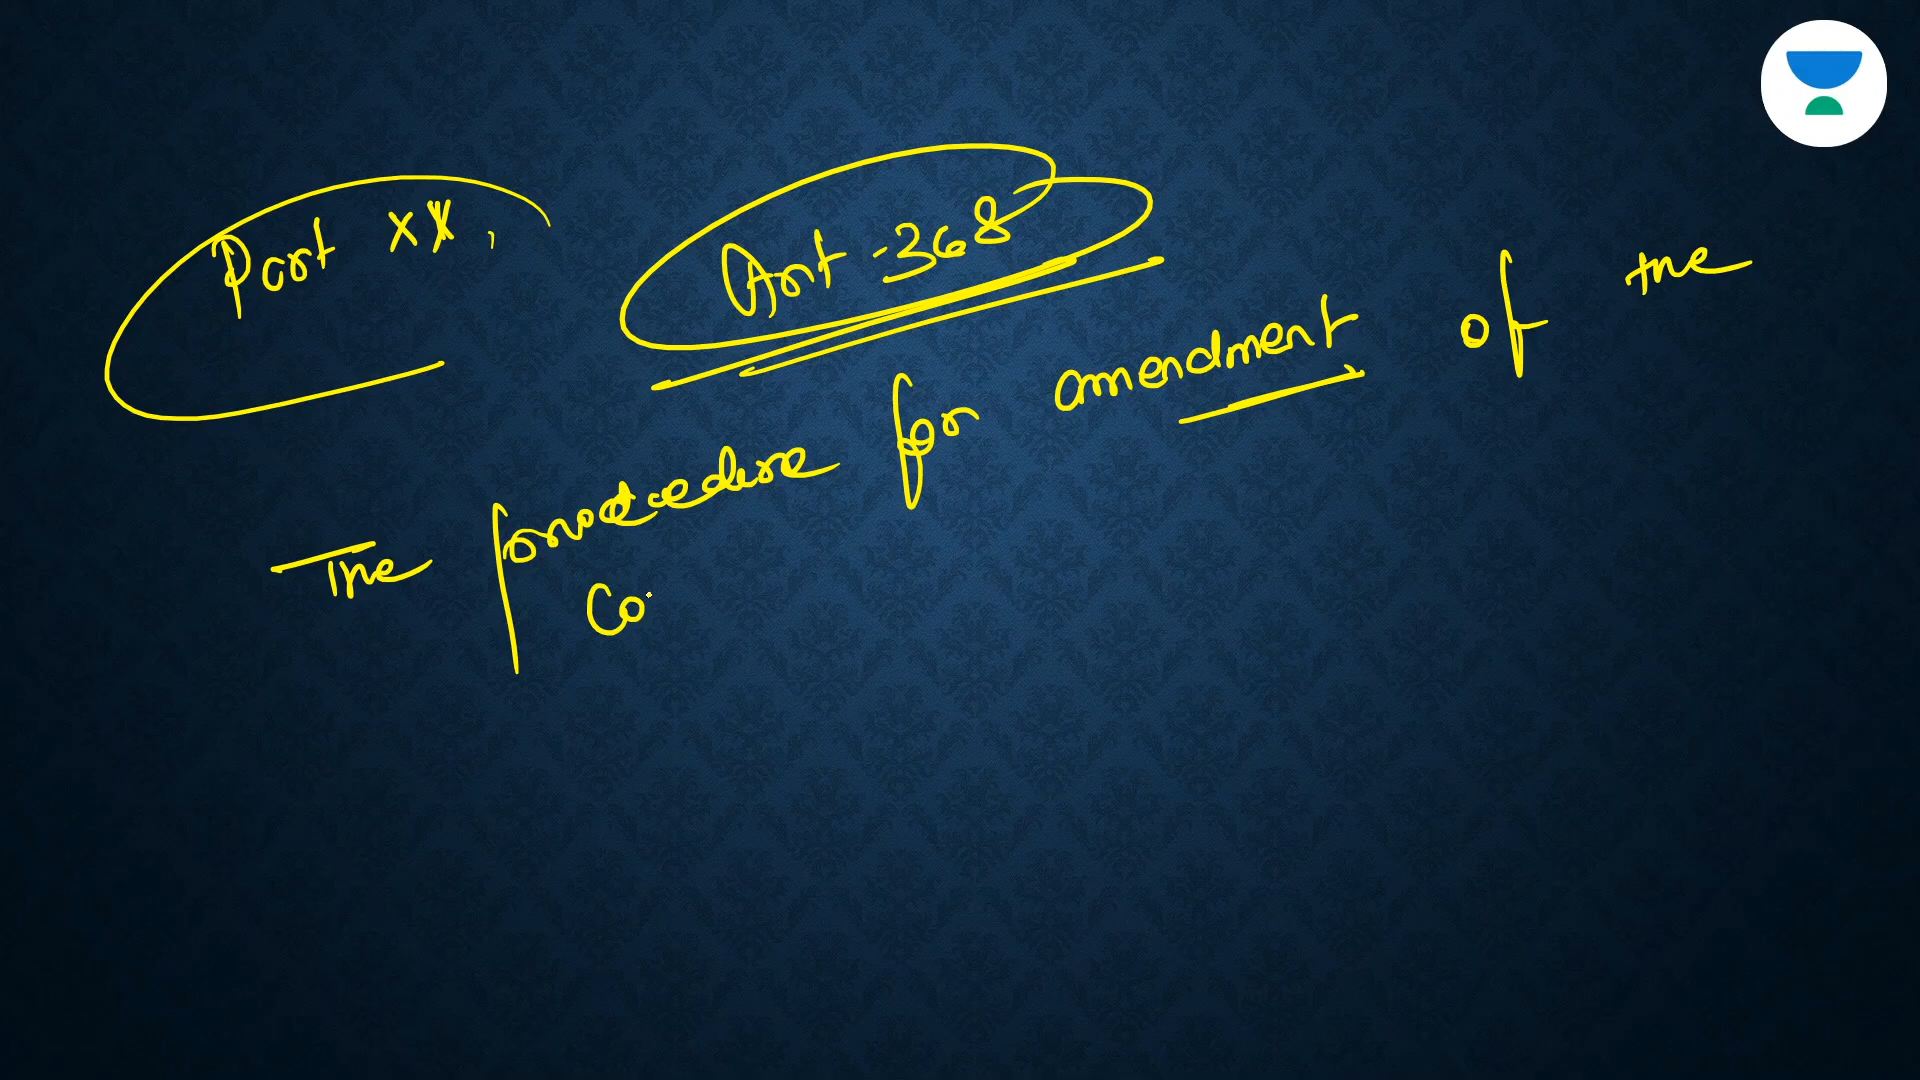 Part XX, Art-368
The procedure for amendment of the
Co